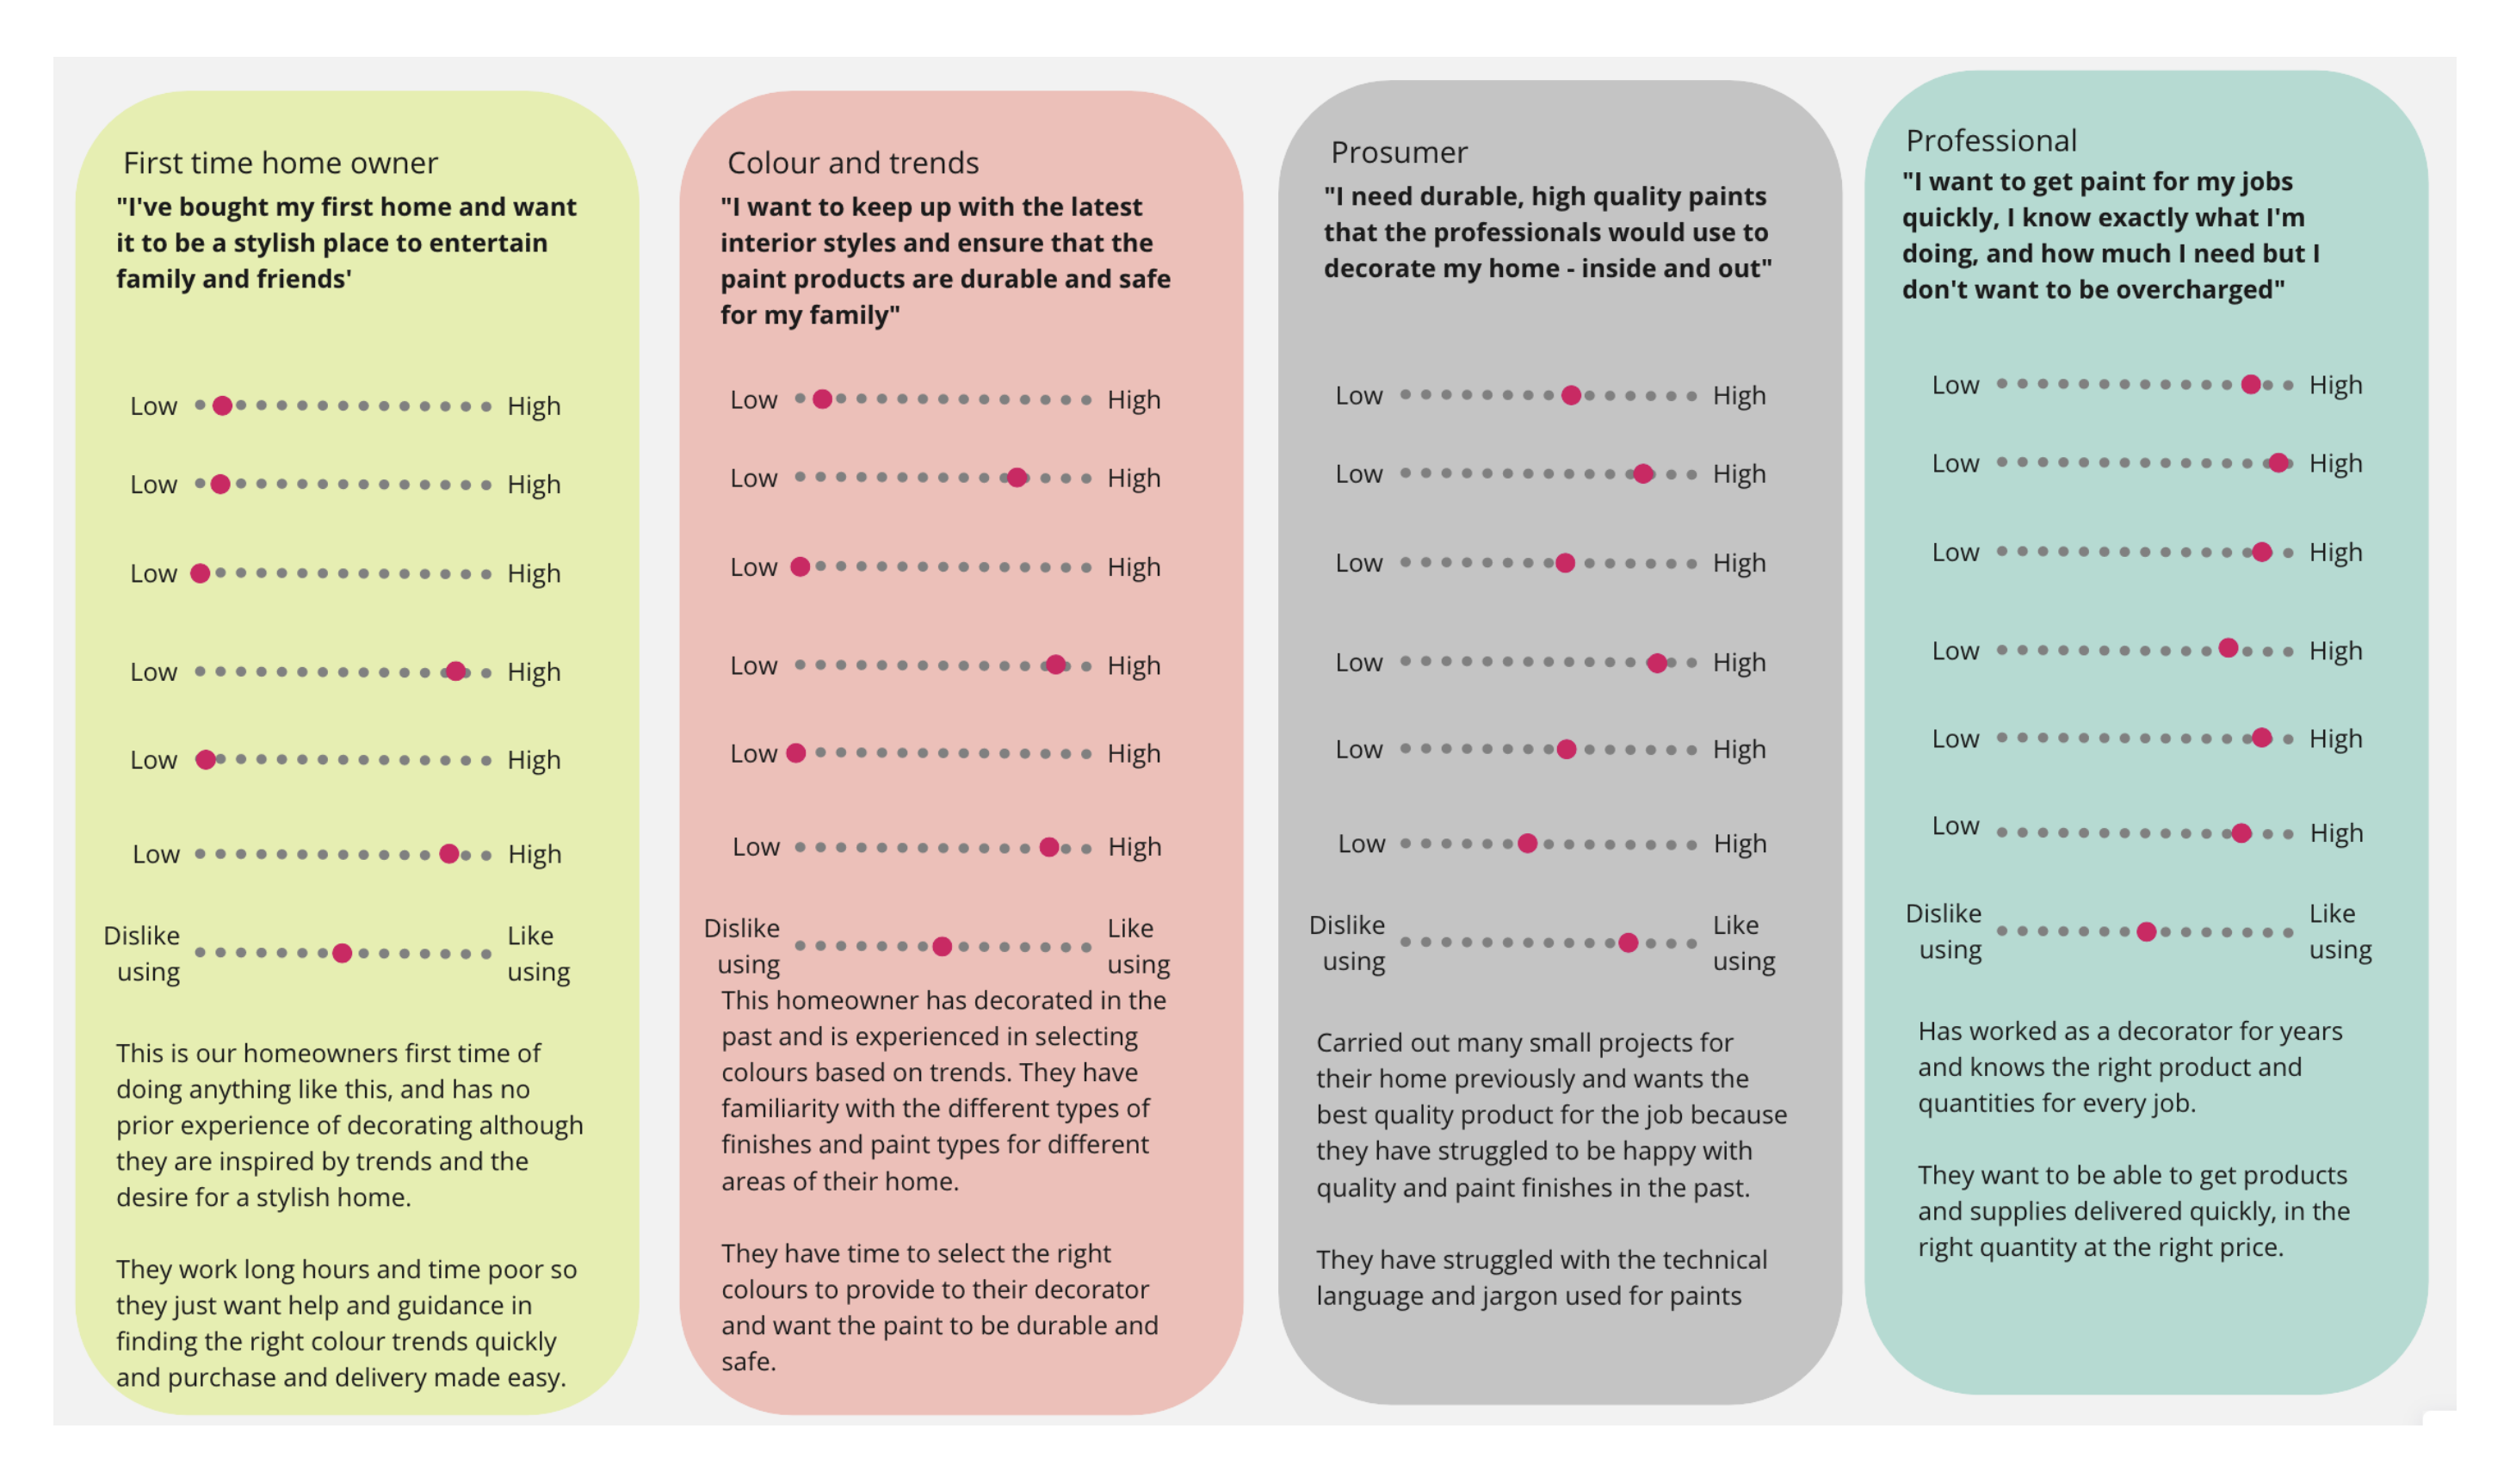 First time home owner
"I've bought my first home and want
it to be a stylish place to entertain
family and friends'
Low High
Low High
Low High
Low High
Low High
Low High
Dislike using Like using
This is our homeowners first time of
doing anything like this, and has no
prior experience of decorating although
they are inspired by trends and the
desire for a stylish home.
They work long hours and time poor so
they just want help and guidance in
finding the right colour trends quickly
and purchase and delivery made easy.
Colour and trends
"I want to keep up with the latest
interior styles and ensure that the
paint products are durable and safe
for my family"
Low High
Low High
Low High
Low High
Low High
Low High
Dislike using Like using
This homeowner has decorated in the
past and is experienced in selecting
colours based on trends. They have
familiarity with the different types of
finishes and paint types for different
areas of their home.
They have time to select the right
colours to provide to their decorator
and want the paint to be durable and
safe.
Prosumer
"I need durable, high quality paints
that the professionals would use to
decorate my home - inside and out"
Low High
Low High
Low High
Low High
Low High
Low High
Dislike using Like using
Carried out many small projects for
their home previously and wants the
best quality product for the job because
they have struggled to be happy with
quality and paint finishes in the past.
They have struggled with the technical
language and jargon used for paints
Professional
"I want to get paint for my jobs
quickly, I know exactly what I'm
doing, and how much I need but I
don't want to be overcharged"
Low High
Low High
Low High
Low High
Low High
Low High
Dislike using Like using
Has worked as a decorator for years
and knows the right product and
quantities for every job.
They want to be able to get products
and supplies delivered quickly, in the
right quantity at the right price.